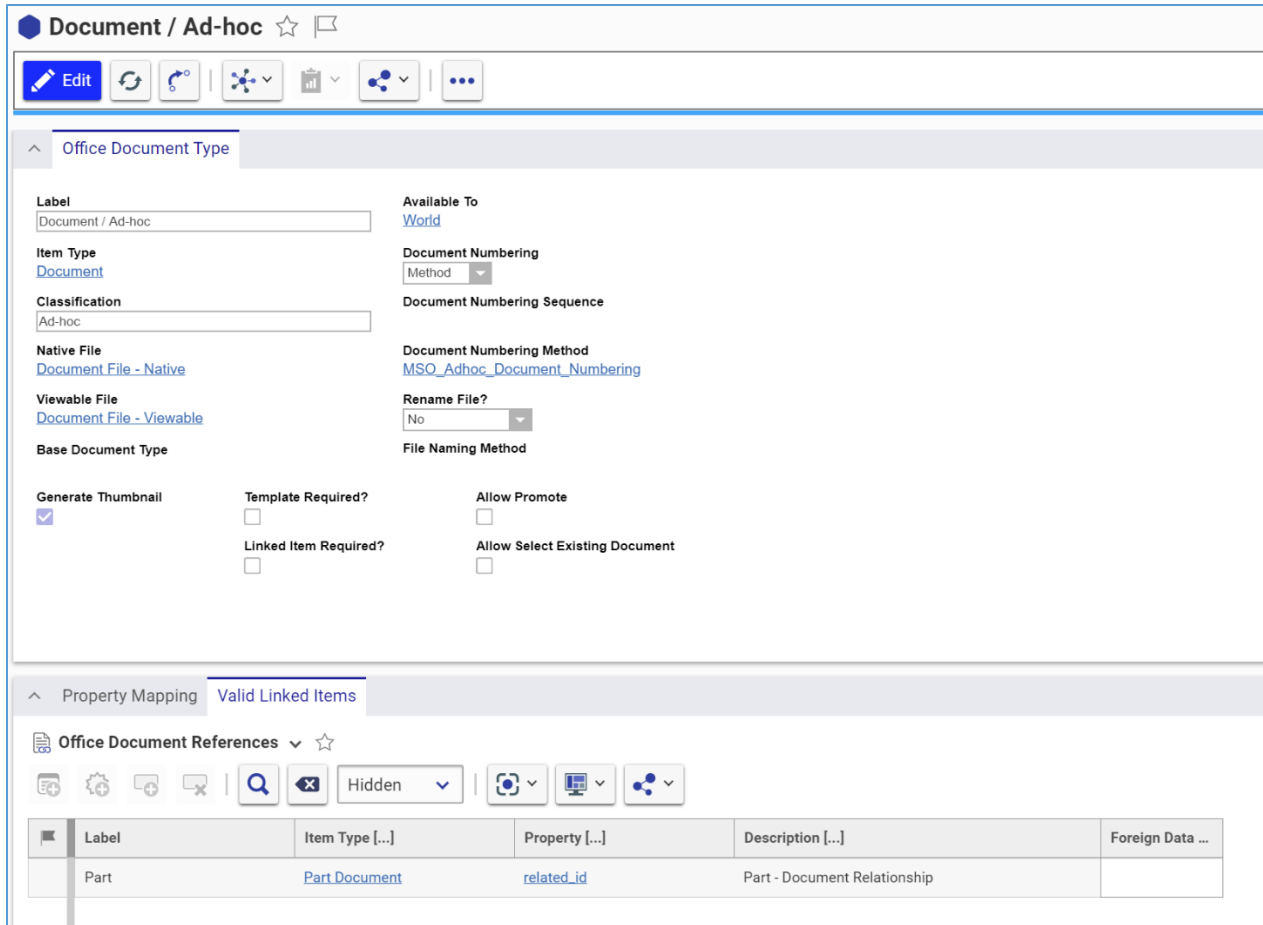 Document / Ad-hoc
Edit
Office Document Type
Label
Available To
Document / Ad-hoc
World
Item Type
Document Numbering
Document
Method
Classification
Document Numbering Sequence
Ad-hoc
Native File
Document Numbering Method
Document File - Native
MSO_Adhoc_Document_Numbering
Viewable File
Rename File?
Document File - Viewable
No
Base Document Type
File Naming Method
Generate Thumbnail
Template Required?
Allow Promote
Linked Item Required?
Allow Select Existing Document
Property Mapping
Valid Linked Items
Office Document References
Hidden
Label
Item Type [...]
Property [...]
Description [...]
Foreign Data ...
Part
Part Document
related_id
Part - Document Relationship